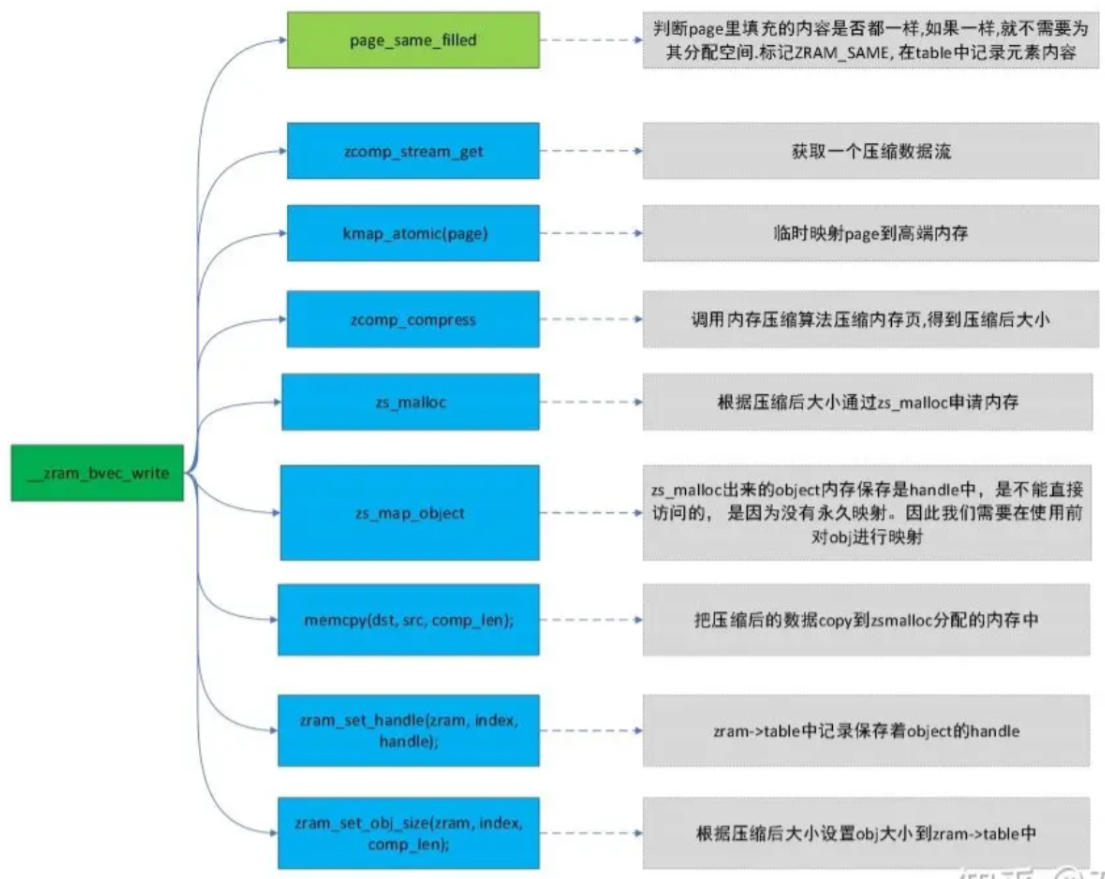 page_same_filled
判断page里填充的内容是否都一样,如果一样,就不需要为
其分配空间.标记ZRAM_SAME, 在table中记录元素内容
zcomp_stream_get
获取一个压缩数据流
kmap_atomic(page)
临时映射page到高端内存
zcomp_compress
调用内存压缩算法压缩内存页,得到压缩后大小
zs_malloc
根据压缩后大小通过zs_malloc申请内存
__zram_bvec_write
zs_map_object
zs_malloc出来的object内存保存是handle中，是不能直接
访问的， 是因为没有永久映射。因此我们需要在使用前
对obj进行映射
memcpy(dst, src, comp_len);
把压缩后的数据copy到zsmalloc分配的内存中
zram_set_handle(zram, index,
handle);
zram->table中记录保存着object的handle
zram_set_obj_size(zram, index,
comp_len);
根据压缩后大小设置obj大小到zram->table中